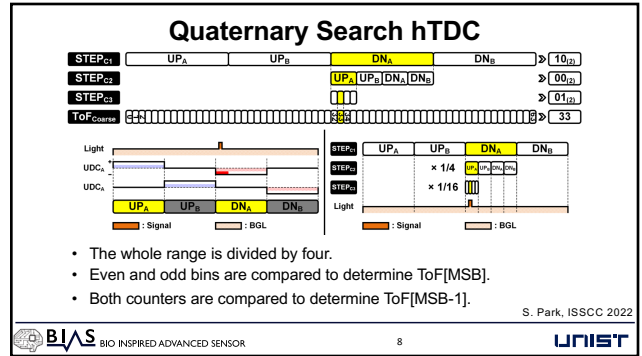 Quaternary Search hTDC
STEPC1 UPA UPB DNA DNB » 10(2)
STEPC2 UPA UPB DNA DNB » 00(2)
STEPC3 » 01(2)
ToFCoarse » 33
Light
UDCA + −
UDCA
UPA UPB DNA DNB
: Signal : BGL
STEPC1 UPA UPB DNA DNB
STEPC2 × 1/4 UPA UPB DNA DNB
STEPC3 × 1/16
Light
: Signal : BGL
• The whole range is divided by four.
• Even and odd bins are compared to determine ToF[MSB].
• Both counters are compared to determine ToF[MSB-1].
S. Park, ISSCC 2022
BIAS BIO INSPIRED ADVANCED SENSOR
8
UNIST